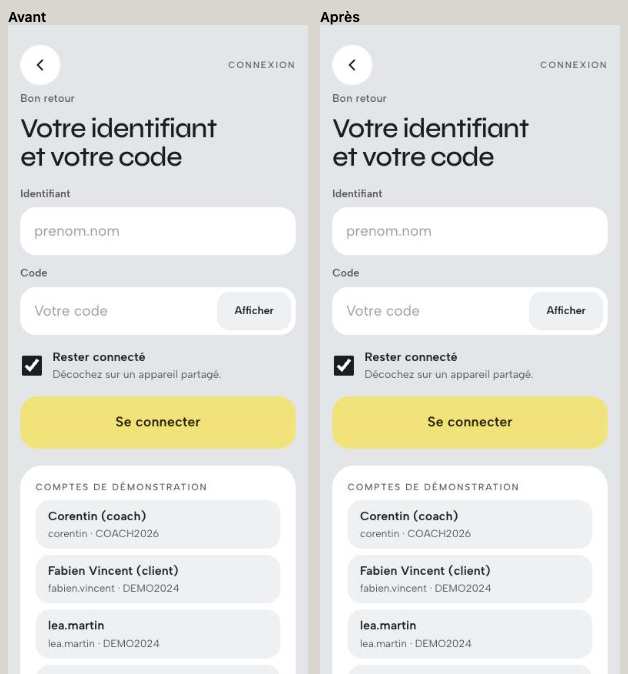 Avant
CONNEXION
Bon retour
Votre identifiant
et votre code
Identifiant
prenom.nom
Code
Votre code
Afficher
Rester connecté
Décochez sur un appareil partagé.
Se connecter
COMPTES DE DÉMONSTRATION
Corentin (coach)
corentin · COACH2026
Fabien Vincent (client)
fabien.vincent · DEMO2024
lea.martin
lea.martin · DEMO2024
Après
CONNEXION
Bon retour
Votre identifiant
et votre code
Identifiant
prenom.nom
Code
Votre code
Afficher
Rester connecté
Décochez sur un appareil partagé.
Se connecter
COMPTES DE DÉMONSTRATION
Corentin (coach)
corentin · COACH2026
Fabien Vincent (client)
fabien.vincent · DEMO2024
lea.martin
lea.martin · DEMO2024